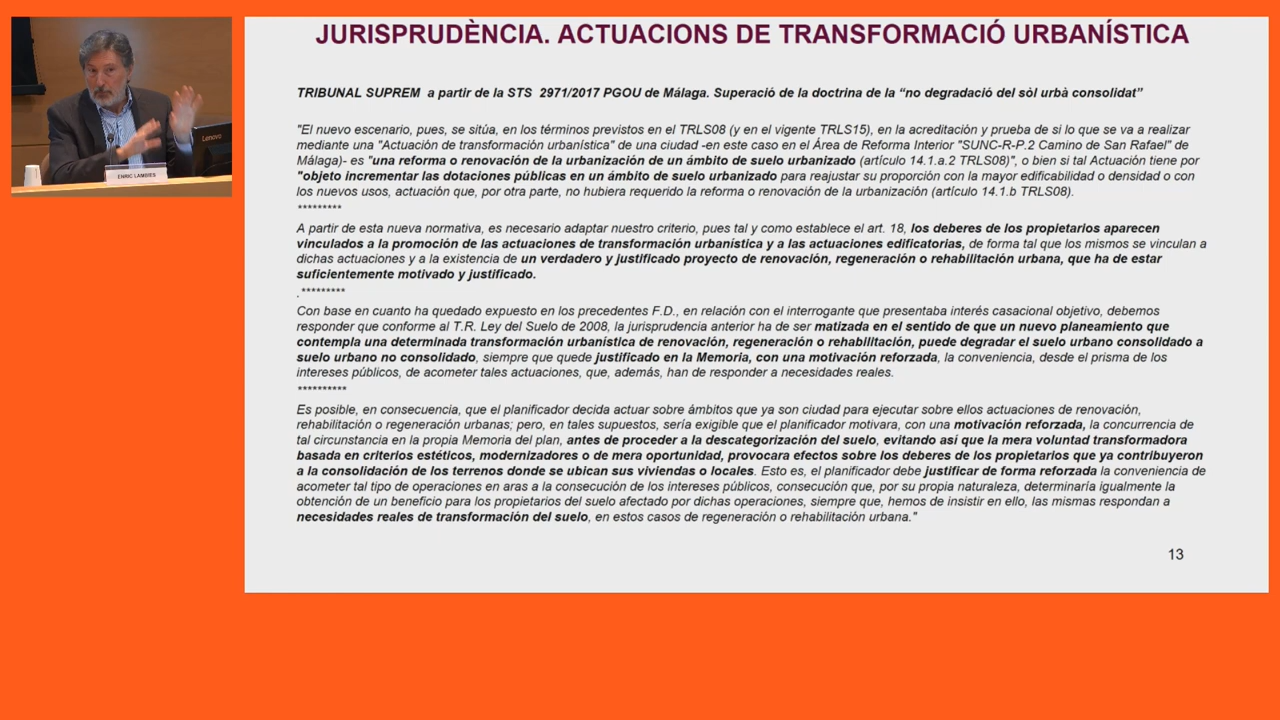 JURISPRUDÈNCIA. ACTUACIONS DE TRANSFORMACIÓ URBANÍSTICA
TRIBUNAL SUPREM a partir de la STS 2971/2017 PGOU de Málaga. Superació de la doctrina de la “no degradació del sòl urbà consolidat”
"El nuevo escenario, pues, se sitúa, en los términos previstos en el TRLS08 (y en el vigente TRLS15), en la acreditación y prueba de si lo que se va a realizar
mediante una "Actuación de transformación urbanística" de una ciudad -en este caso en el Área de Reforma Interior "SUNC-R-P.2 Camino de San Rafael" de
Málaga)- es "una reforma o renovación de la urbanización de un ámbito de suelo urbanizado (artículo 14.1.a.2 TRLS08)", o bien si tal Actuación tiene por
"objeto incrementar las dotaciones públicas en un ámbito de suelo urbanizado para reajustar su proporción con la mayor edificabilidad o densidad o con
los nuevos usos, actuación que, por otra parte, no hubiera requerido la reforma o renovación de la urbanización (artículo 14.1.b TRLS08).
*********
A partir de esta nueva normativa, es necesario adaptar nuestro criterio, pues tal y como establece el art. 18, los deberes de los propietarios aparecen
vinculados a la promoción de las actuaciones de transformación urbanística y a las actuaciones edificatorias, de forma tal que los mismos se vinculan a
dichas actuaciones y a la existencia de un verdadero y justificado proyecto de renovación, regeneración o rehabilitación urbana, que ha de estar
suficientemente motivado y justificado.
.*********
Con base en cuanto ha quedado expuesto en los precedentes F.D., en relación con el interrogante que presentaba interés casacional objetivo, debemos
responder que conforme al T.R. Ley del Suelo de 2008, la jurisprudencia anterior ha de ser matizada en el sentido de que un nuevo planeamiento que
contempla una determinada transformación urbanística de renovación, regeneración o rehabilitación, puede degradar el suelo urbano consolidado a
suelo urbano no consolidado, siempre que quede justificado en la Memoria, con una motivación reforzada, la conveniencia, desde el prisma de los
intereses públicos, de acometer tales actuaciones, que, además, han de responder a necesidades reales.
**********
Es posible, en consecuencia, que el planificador decida actuar sobre ámbitos que ya son ciudad para ejecutar sobre ellos actuaciones de renovación,
rehabilitación o regeneración urbanas; pero, en tales supuestos, sería exigible que el planificador motivara, con una motivación reforzada, la concurrencia de
tal circunstancia en la propia Memoria del plan, antes de proceder a la descategorización del suelo, evitando así que la mera voluntad transformadora
basada en criterios estéticos, modernizadores o de mera oportunidad, provocara efectos sobre los deberes de los propietarios que ya contribuyeron
a la consolidación de los terrenos donde se ubican sus viviendas o locales. Esto es, el planificador debe justificar de forma reforzada la conveniencia de
acometer tal tipo de operaciones en aras a la consecución de los intereses públicos, consecución que, por su propia naturaleza, determinaría igualmente la
obtención de un beneficio para los propietarios del suelo afectado por dichas operaciones, siempre que, hemos de insistir en ello, las mismas respondan a
necesidades reales de transformación del suelo, en estos casos de regeneración o rehabilitación urbana."
13
Lenovo
ENRIC LAMBIES